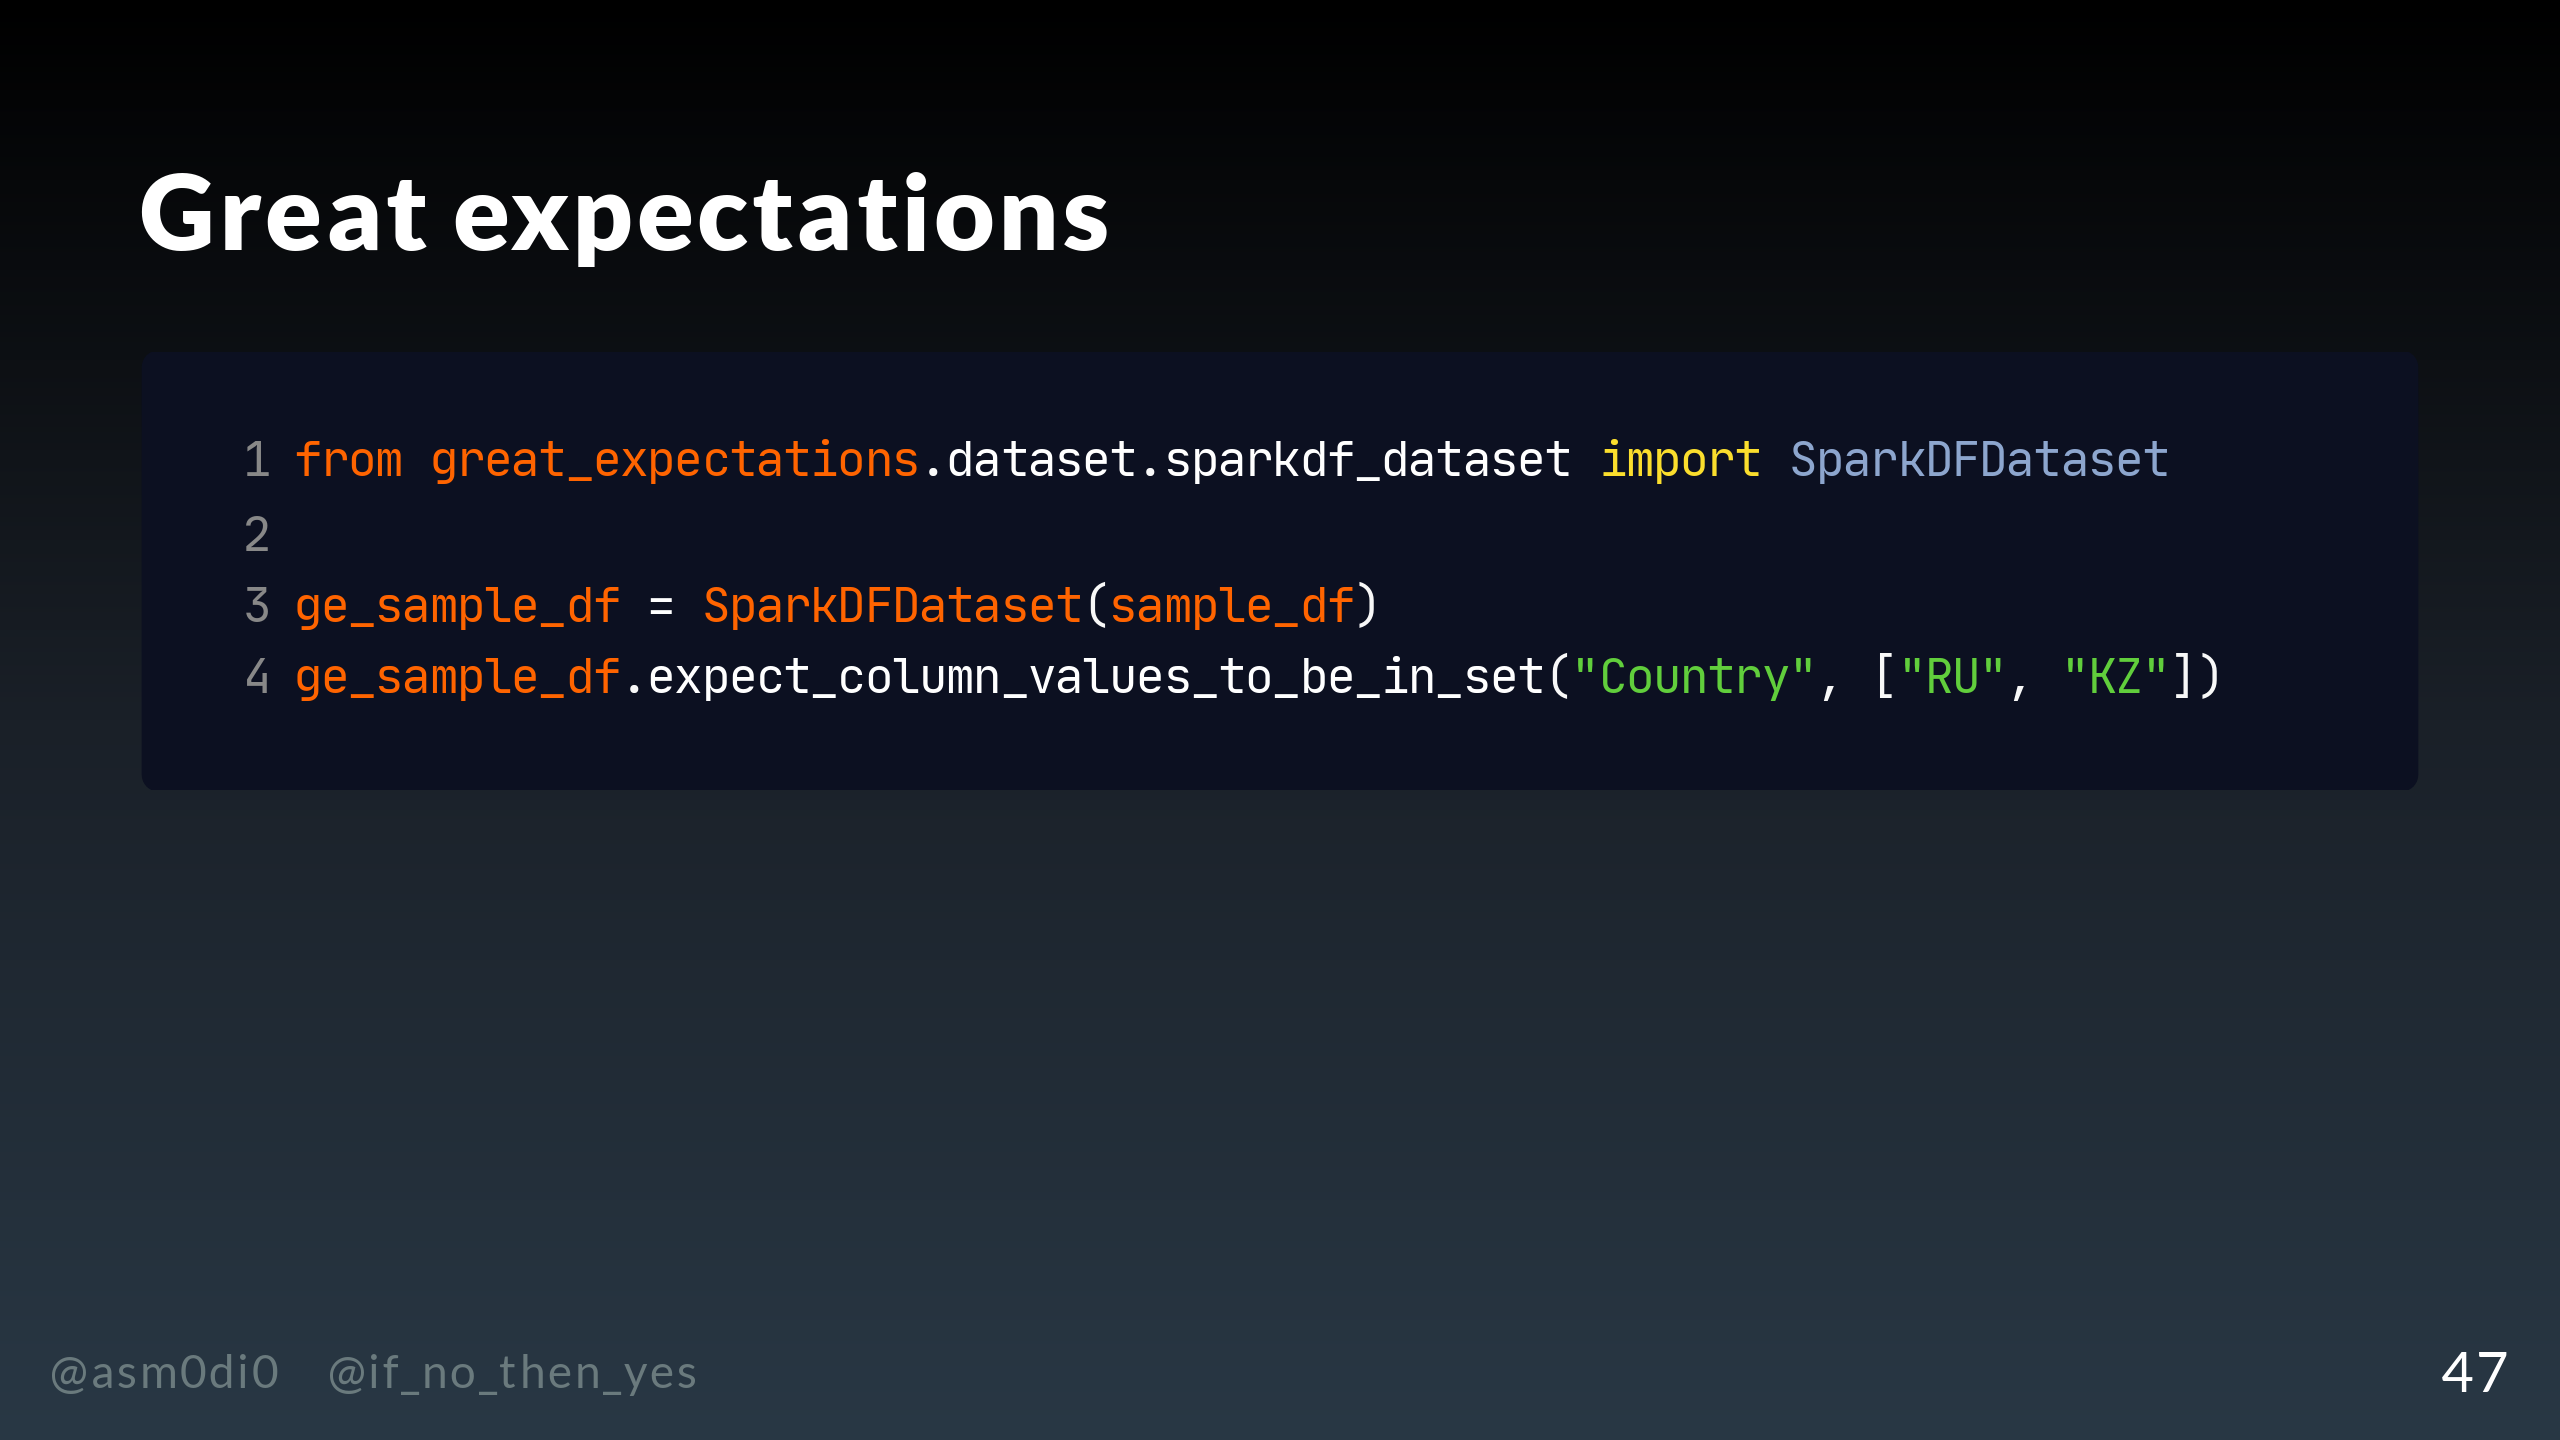 Great expectations
1 from great_expectations.dataset.sparkdf_dataset import SparkDFDataset
2
3 ge_sample_df = SparkDFDataset(sample_df)
4 ge_sample_df.expect_column_values_to_be_in_set("Country", ["RU", "KZ"])
@asm0di0 @if_no_then_yes 47